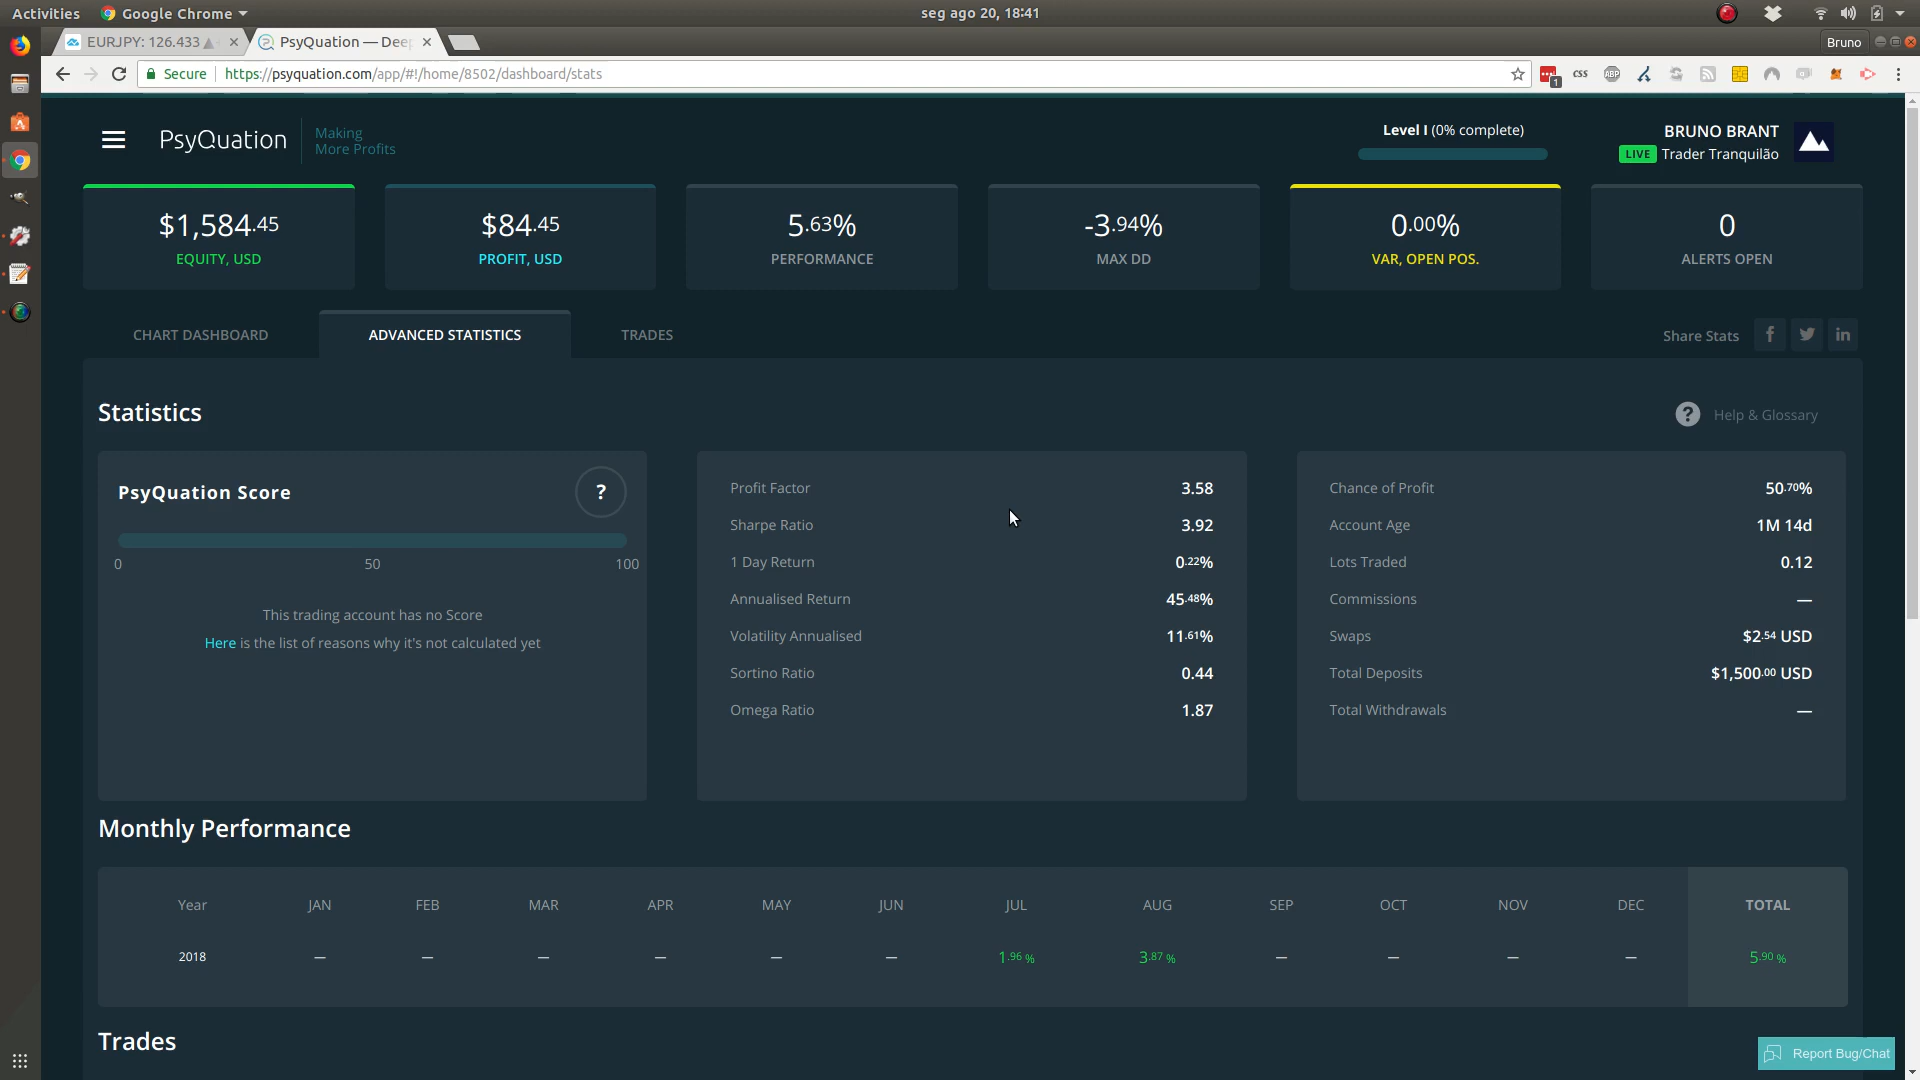 Activities
Google Chrome
seg ago 20, 18:41
EURJPY: 126.433
PsyQuation — Deep
Bruno
Secure
https://psyquation.com/app/#!/home/8502/dashboard/stats
1
CSS
ABP
PsyQuation
Making
More Profits
Level I (0% complete)
BRUNO BRANT
LIVE
Trader Tranquilão
$1,584.45
EQUITY, USD
$84.45
PROFIT, USD
5.63%
PERFORMANCE
-3.94%
MAX DD
0.00%
VAR, OPEN POS.
0
ALERTS OPEN
CHART DASHBOARD
ADVANCED STATISTICS
TRADES
Share Stats
f
in
Statistics
?
Help & Glossary
PsyQuation Score
?
0
50
100
This trading account has no Score
Here is the list of reasons why it's not calculated yet
Profit Factor 3.58
Sharpe Ratio 3.92
1 Day Return 0.22%
Annualised Return 45.48%
Volatility Annualised 11.61%
Sortino Ratio 0.44
Omega Ratio 1.87
Chance of Profit 50.70%
Account Age 1M 14d
Lots Traded 0.12
Commissions —
Swaps $2.54 USD
Total Deposits $1,500.00 USD
Total Withdrawals —
Monthly Performance
Year JAN FEB MAR APR MAY JUN JUL AUG SEP OCT NOV DEC TOTAL
2018 — — — — — — 1.96 % 3.87 % — — — — 5.90 %
Trades
Report Bug/Chat